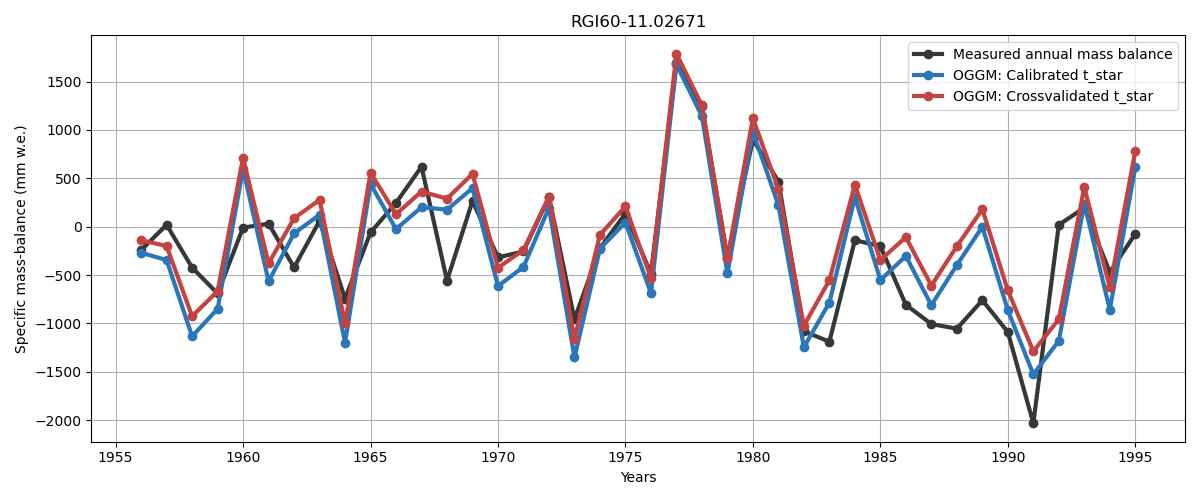 RGI60-11.02671
Specific mass-balance (mm w.e.)
1500
1000
500
0
−500
−1000
−1500
−2000
Measured annual mass balance
OGGM: Calibrated t_star
OGGM: Crossvalidated t_star
1955 1960 1965 1970 1975 1980 1985 1990 1995
Years